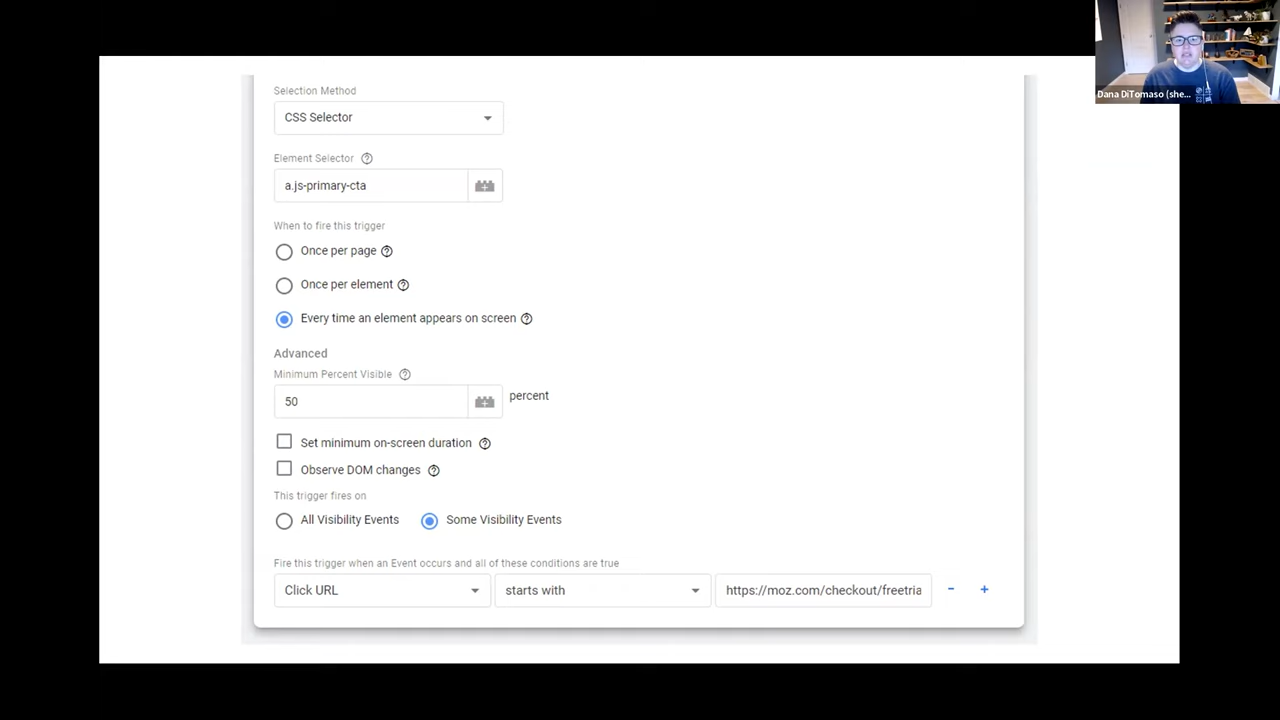 Dana DiTomaso (she...
Selection Method
CSS Selector
Element Selector
a.js-primary-cta
When to fire this trigger
Once per page
Once per element
Every time an element appears on screen
Advanced
Minimum Percent Visible
50 percent
Set minimum on-screen duration
Observe DOM changes
This trigger fires on
All Visibility Events Some Visibility Events
Fire this trigger when an Event occurs and all of these conditions are true
Click URL starts with https://moz.com/checkout/freetria - +